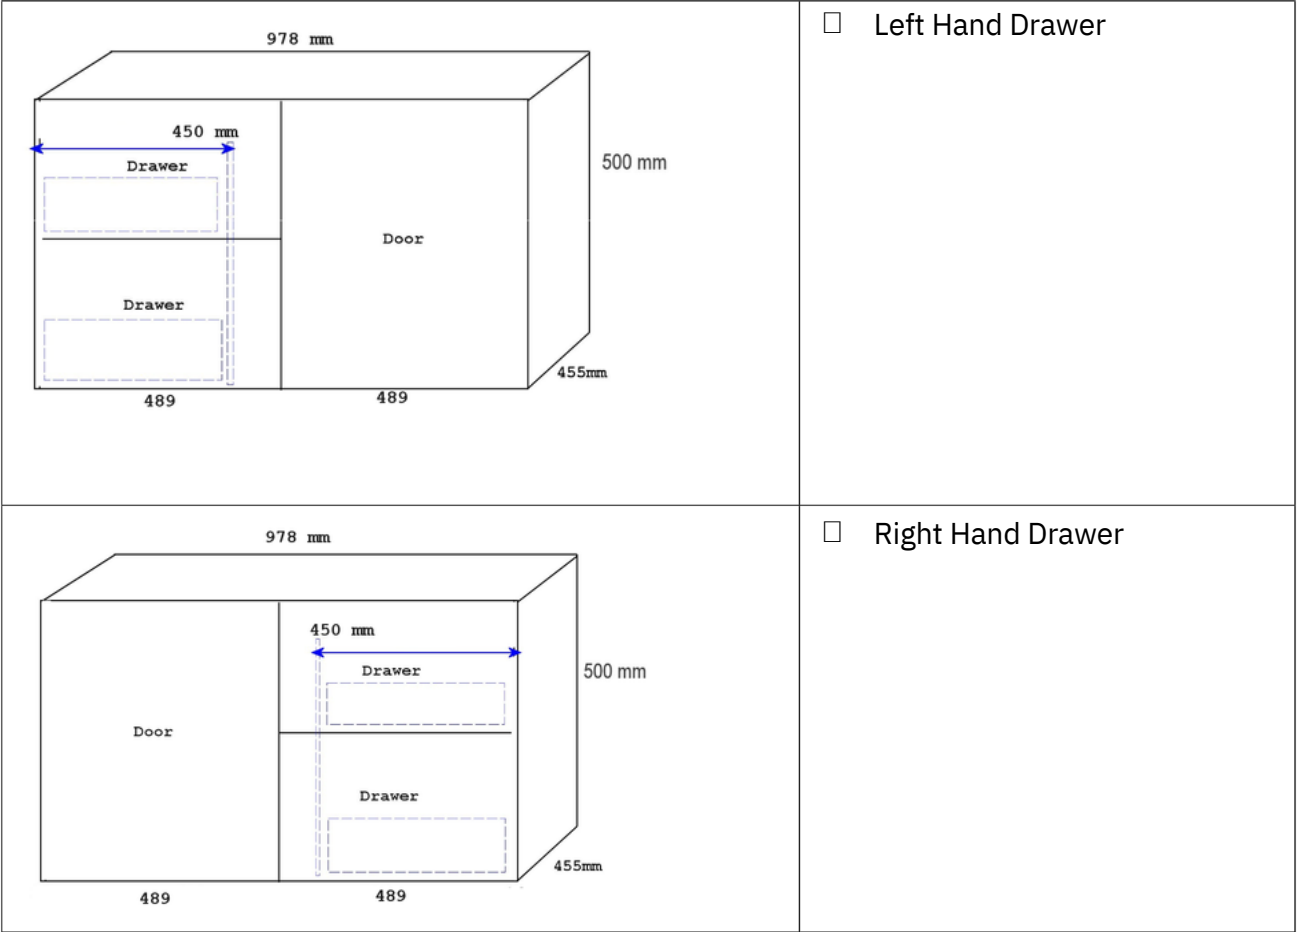 978 mm
450 mm
Drawer
500 mm
Door
Drawer
455mm
489
489
☐ Left Hand Drawer
978 mm
450 mm
Drawer
500 mm
Door
Drawer
455mm
489
489
☐ Right Hand Drawer